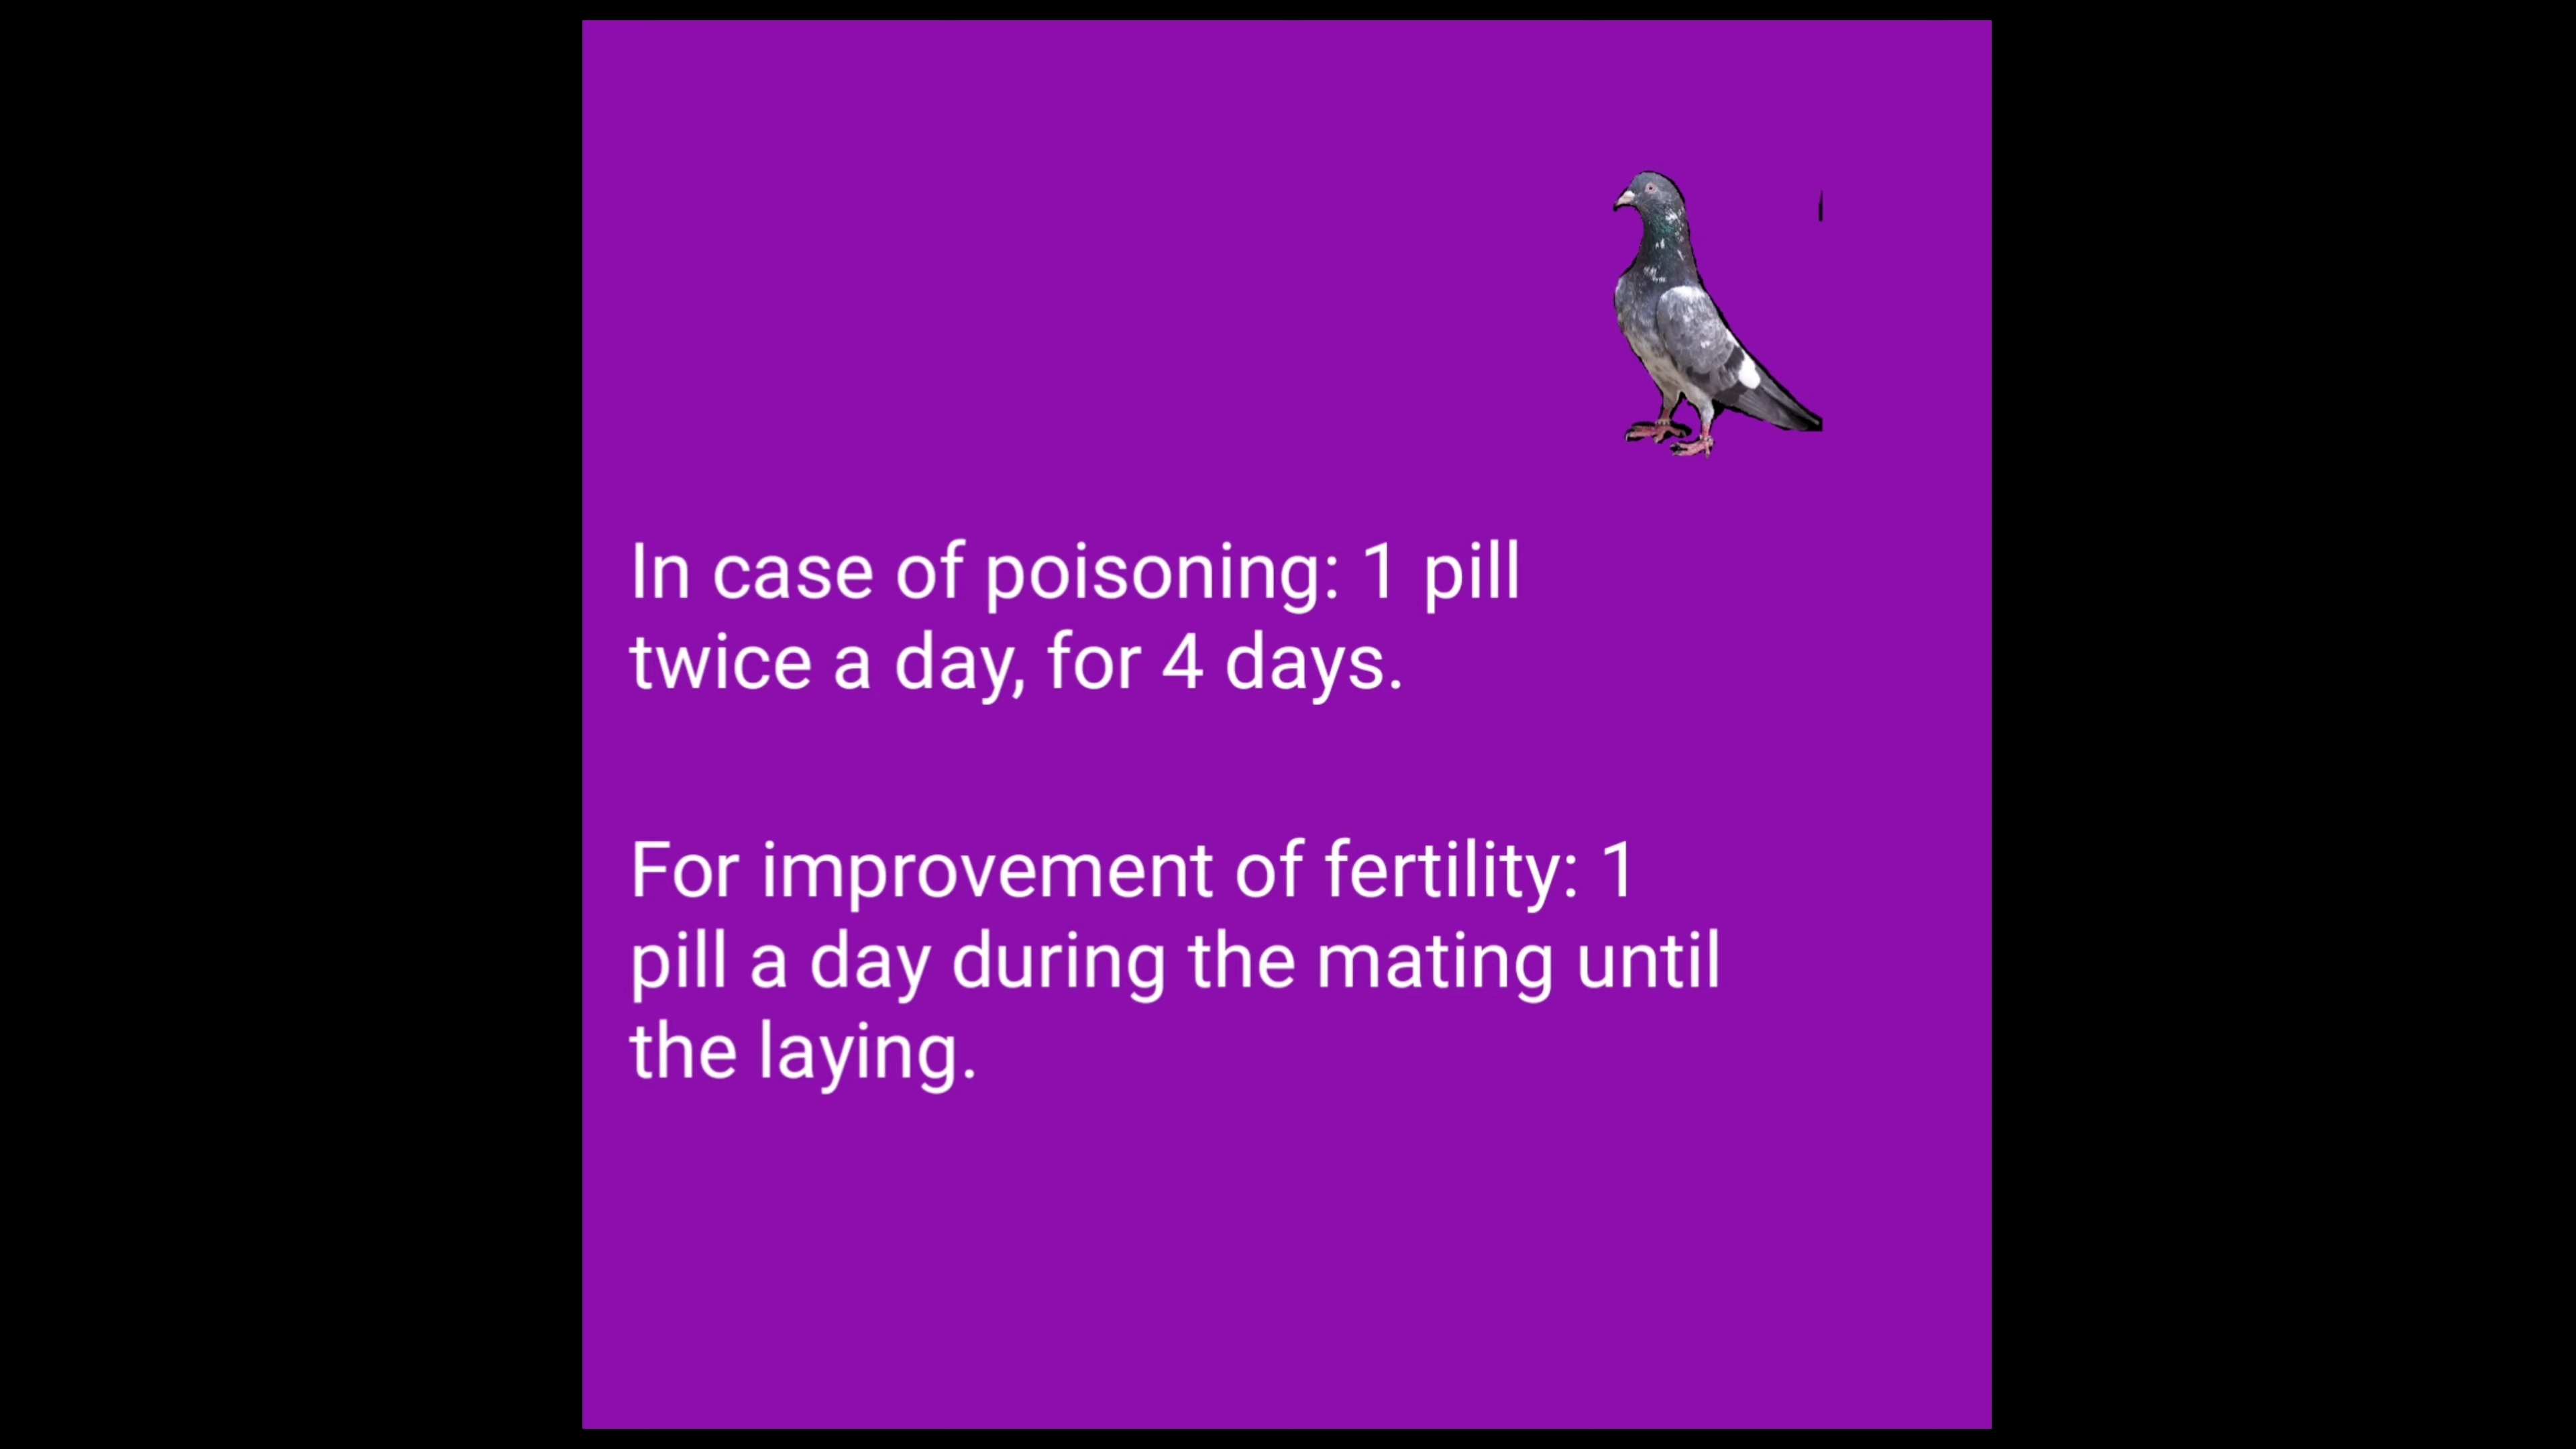 In case of poisoning: 1 pill
twice a day, for 4 days.
For improvement of fertility: 1
pill a day during the mating until
the laying.